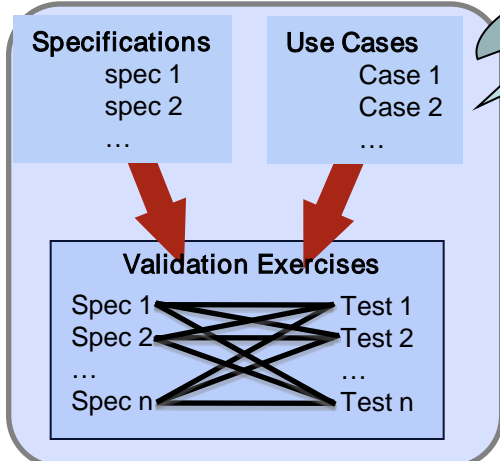 Specifications
spec 1
spec 2
…
Use Cases
Case 1
Case 2
…
Validation Exercises
Spec 1
Test 1
Spec 2
Test 2
…
…
Spec n
Test n